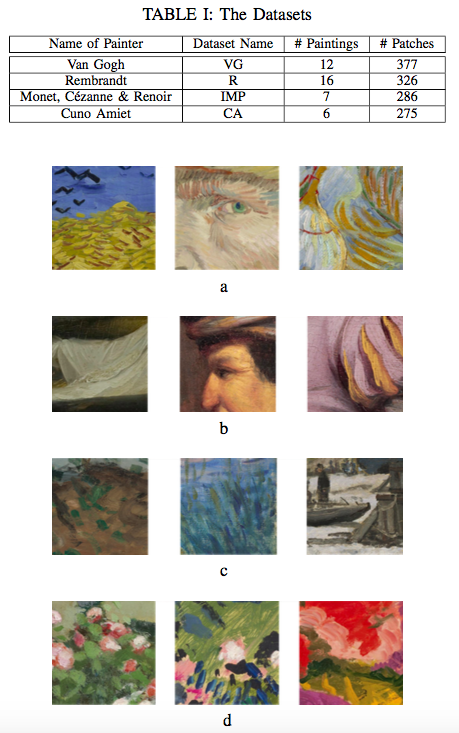 TABLE I: The Datasets
Name of Painter Dataset Name # Paintings # Patches
Van Gogh VG 12 377
Rembrandt R 16 326
Monet, Cézanne & Renoir IMP 7 286
Cuno Amiet CA 6 275
a
b
c
d